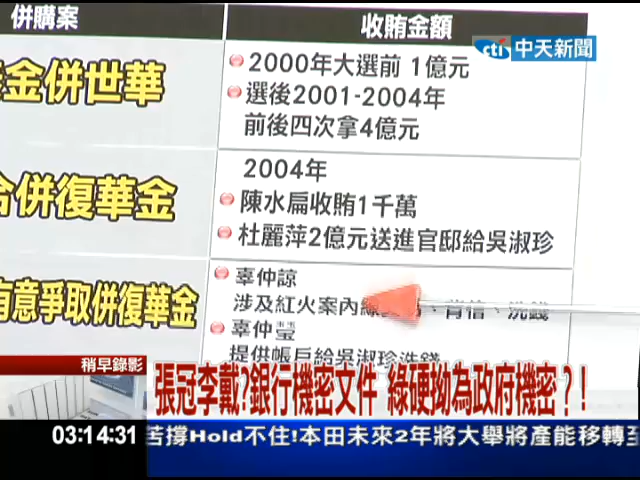 併購案
收賄金額
cti 中天新聞
金併世華
2000年大選前 1億元
選後2001-2004年
前後四次拿4億元
併復華金
2004年
陳水扁收賄1千萬
杜麗萍2億元送進官邸給吳淑珍
有意爭取併復華金
辜仲諒
涉及紅火案內線 、背信、洗錢
辜仲瑩
提供帳戶給吳淑珍洗錢
稍早錄影
張冠李戴?銀行機密文件 綠硬拗為政府機密?!
03:14:31
苦撐Hold不住!本田未來2年將大舉將產能移轉至